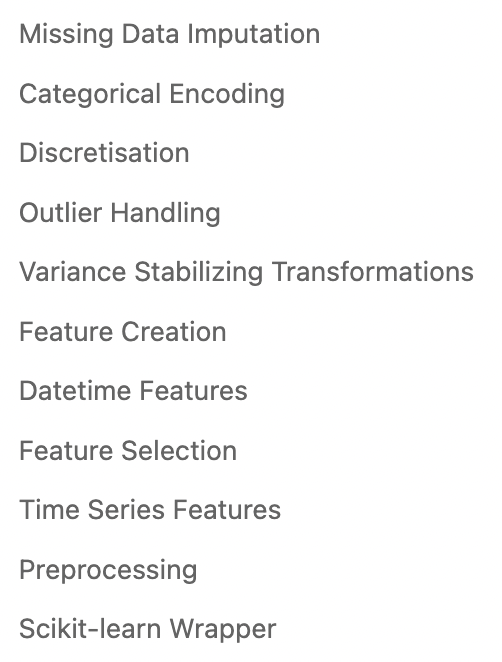 Missing Data Imputation
Categorical Encoding
Discretisation
Outlier Handling
Variance Stabilizing Transformations
Feature Creation
Datetime Features
Feature Selection
Time Series Features
Preprocessing
Scikit-learn Wrapper